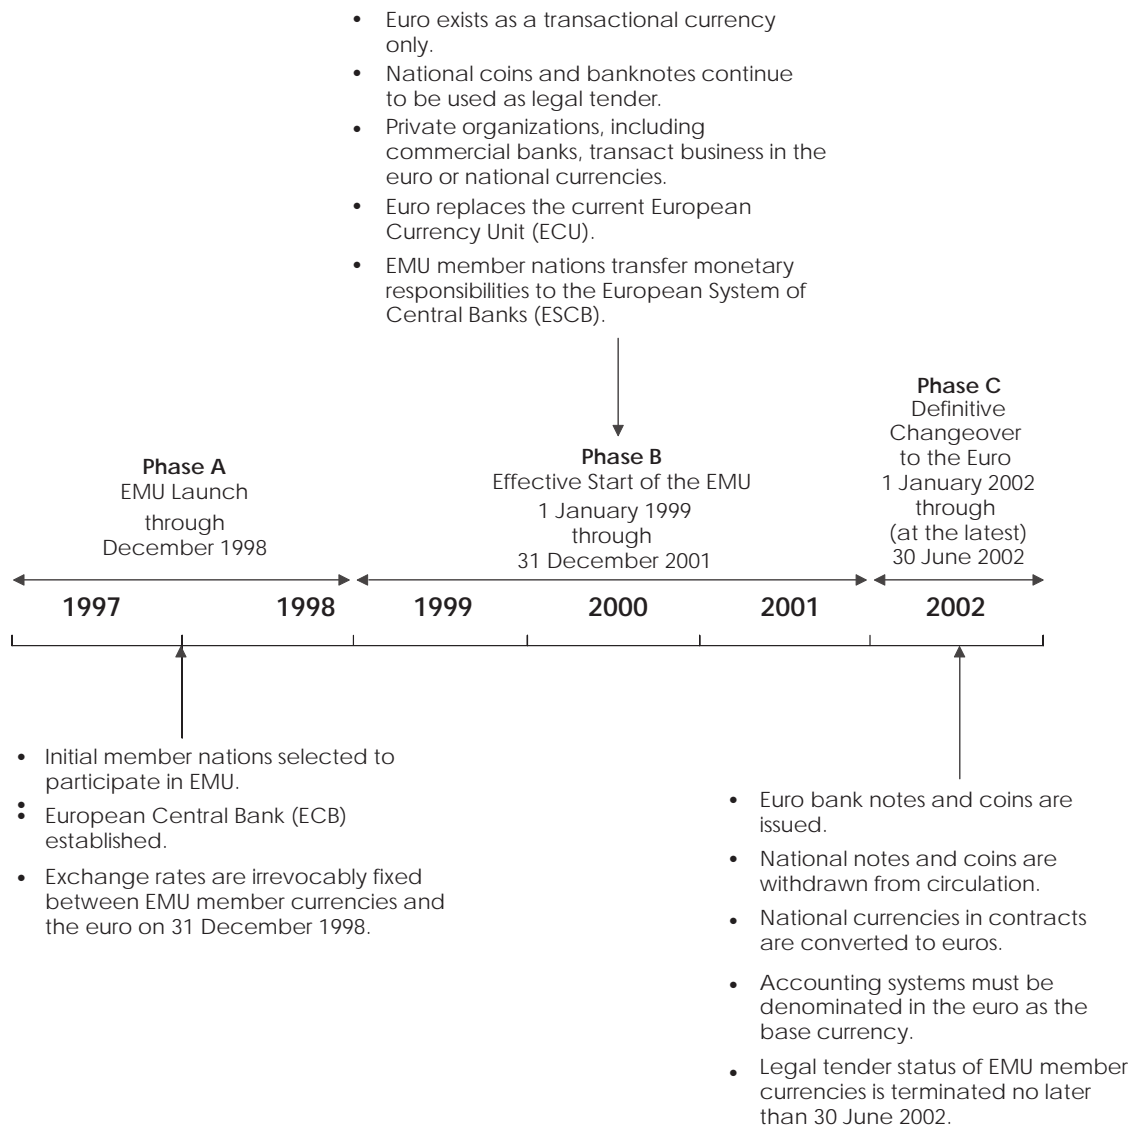 • Euro exists as a transactional currency
only.
• National coins and banknotes continue
to be used as legal tender.
• Private organizations, including
commercial banks, transact business in the
euro or national currencies.
• Euro replaces the current European
Currency Unit (ECU).
• EMU member nations transfer monetary
responsibilities to the European System of
Central Banks (ESCB).
Phase A
EMU Launch
through
December 1998
Phase B
Effective Start of the EMU
1 January 1999
through
31 December 2001
Phase C
Definitive
Changeover
to the Euro
1 January 2002
through
(at the latest)
30 June 2002
1997 1998 1999 2000 2001 2002
• Initial member nations selected to
participate in EMU.
•
• European Central Bank (ECB)
established.
• Exchange rates are irrevocably fixed
between EMU member currencies and
the euro on 31 December 1998.
• Euro bank notes and coins are
issued.
• National notes and coins are
withdrawn from circulation.
• National currencies in contracts
are converted to euros.
• Accounting systems must be
denominated in the euro as the
base currency.
• Legal tender status of EMU member
currencies is terminated no later
than 30 June 2002.